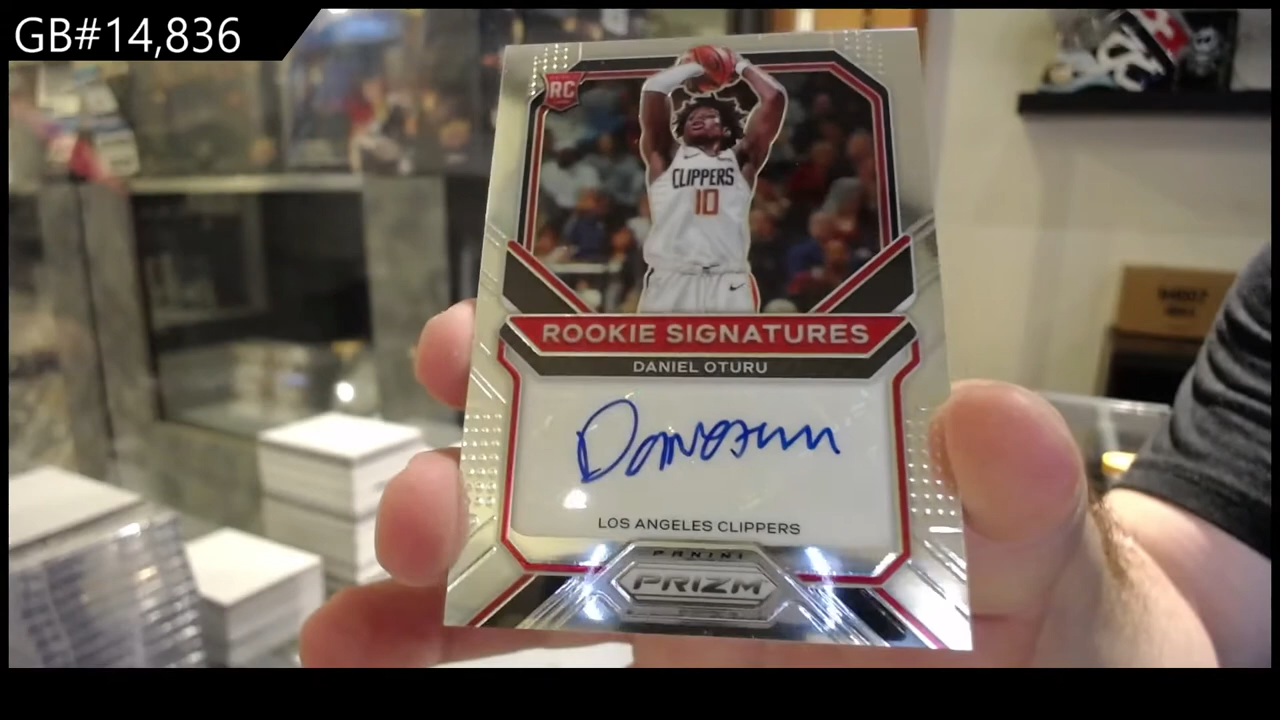 GB#14,836
RC
CLIPPERS
10
ROOKIE SIGNATURES
DANIEL OTURU
LOS ANGELES CLIPPERS
PANINI
PRIZM